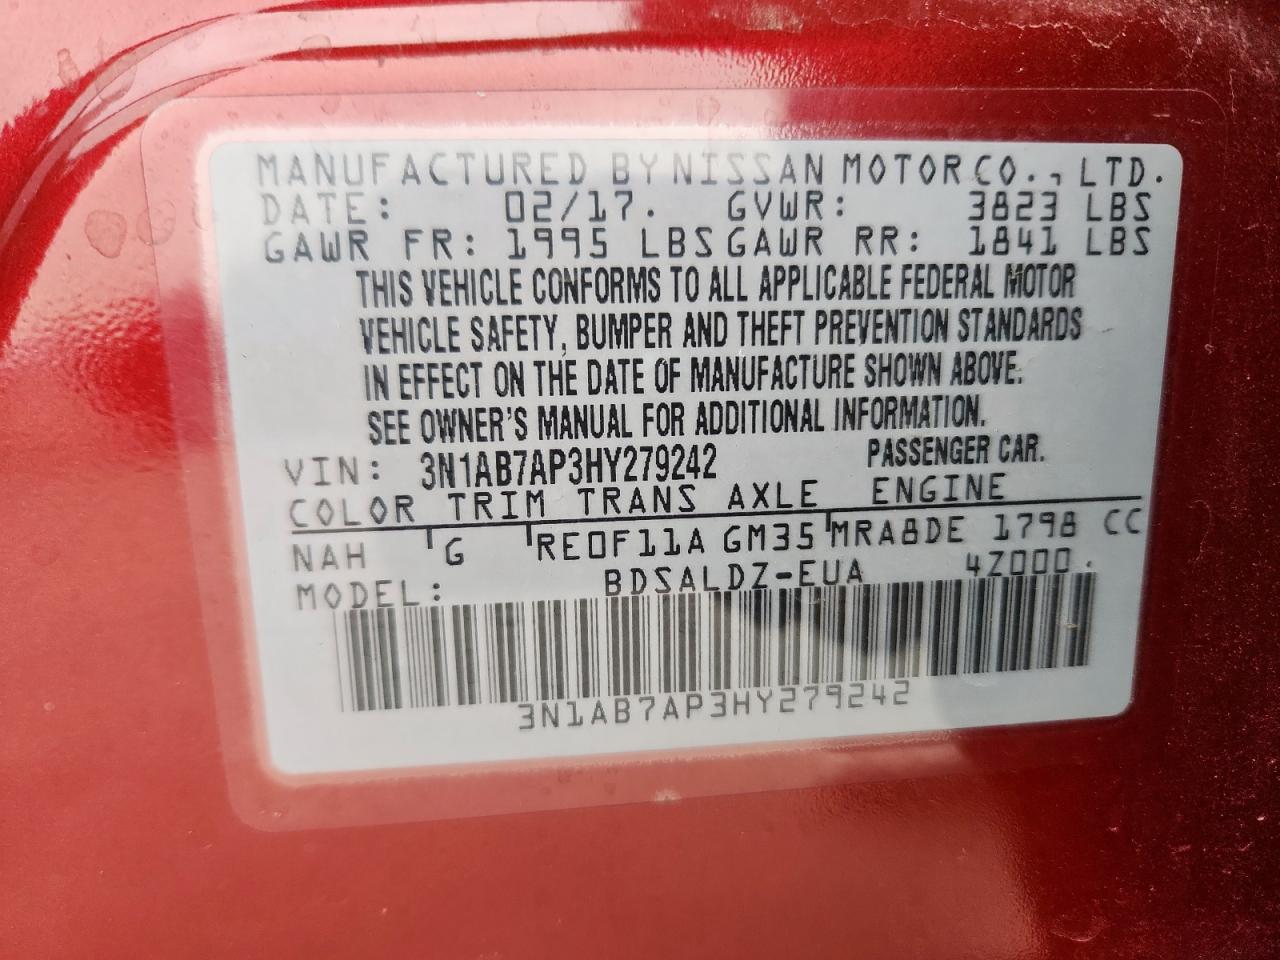 MANUFACTURED BY NISSAN MOTOR CO., LTD.
DATE: 02/17. GVWR: 3823 LBS
GAWR FR: 1995 LBS GAWR RR: 1841 LBS
THIS VEHICLE CONFORMS TO ALL APPLICABLE FEDERAL MOTOR
VEHICLE SAFETY, BUMPER AND THEFT PREVENTION STANDARDS
IN EFFECT ON THE DATE OF MANUFACTURE SHOWN ABOVE.
SEE OWNER'S MANUAL FOR ADDITIONAL INFORMATION.
VIN: 3N1AB7AP3HY279242 PASSENGER CAR.
COLOR TRIM TRANS AXLE ENGINE
NAH G RE0F11A GM35 MRA8DE 1798 CC
MODEL: BDSALDZ-EUA 4Z000.
3N1AB7AP3HY279242